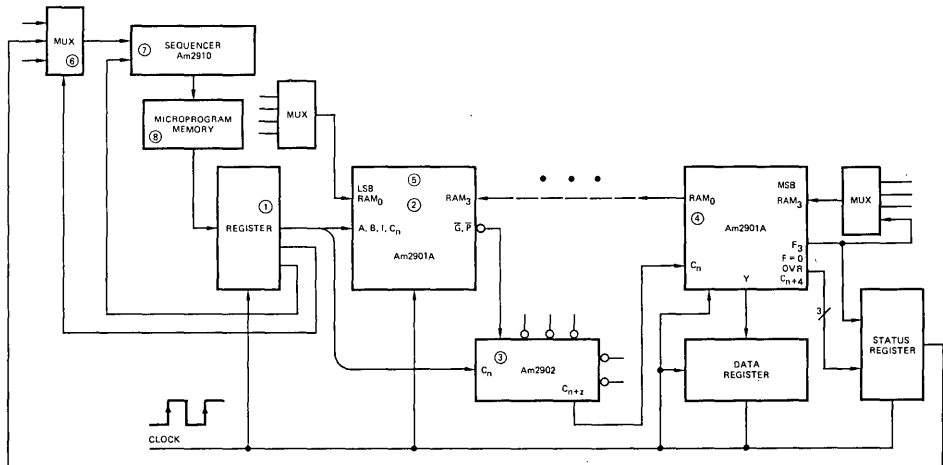 MUX
⑥
⑦
SEQUENCER
Am2910
MICROPROGRAM
MEMORY
⑧
MUX
①
REGISTER
⑤
LSB
RAM₀
②
A, B, I, Cₙ
G̅, P̅
Am2901A
• • •
RAM₀
MSB
RAM₃
RAM₃
④
Am2901A
MUX
F₃
F = 0
OVR
Cₙ₊₄
Cₙ
Y
3
STATUS
REGISTER
DATA
REGISTER
③
Am2902
Cₙ
Cₙ₊z
CLOCK